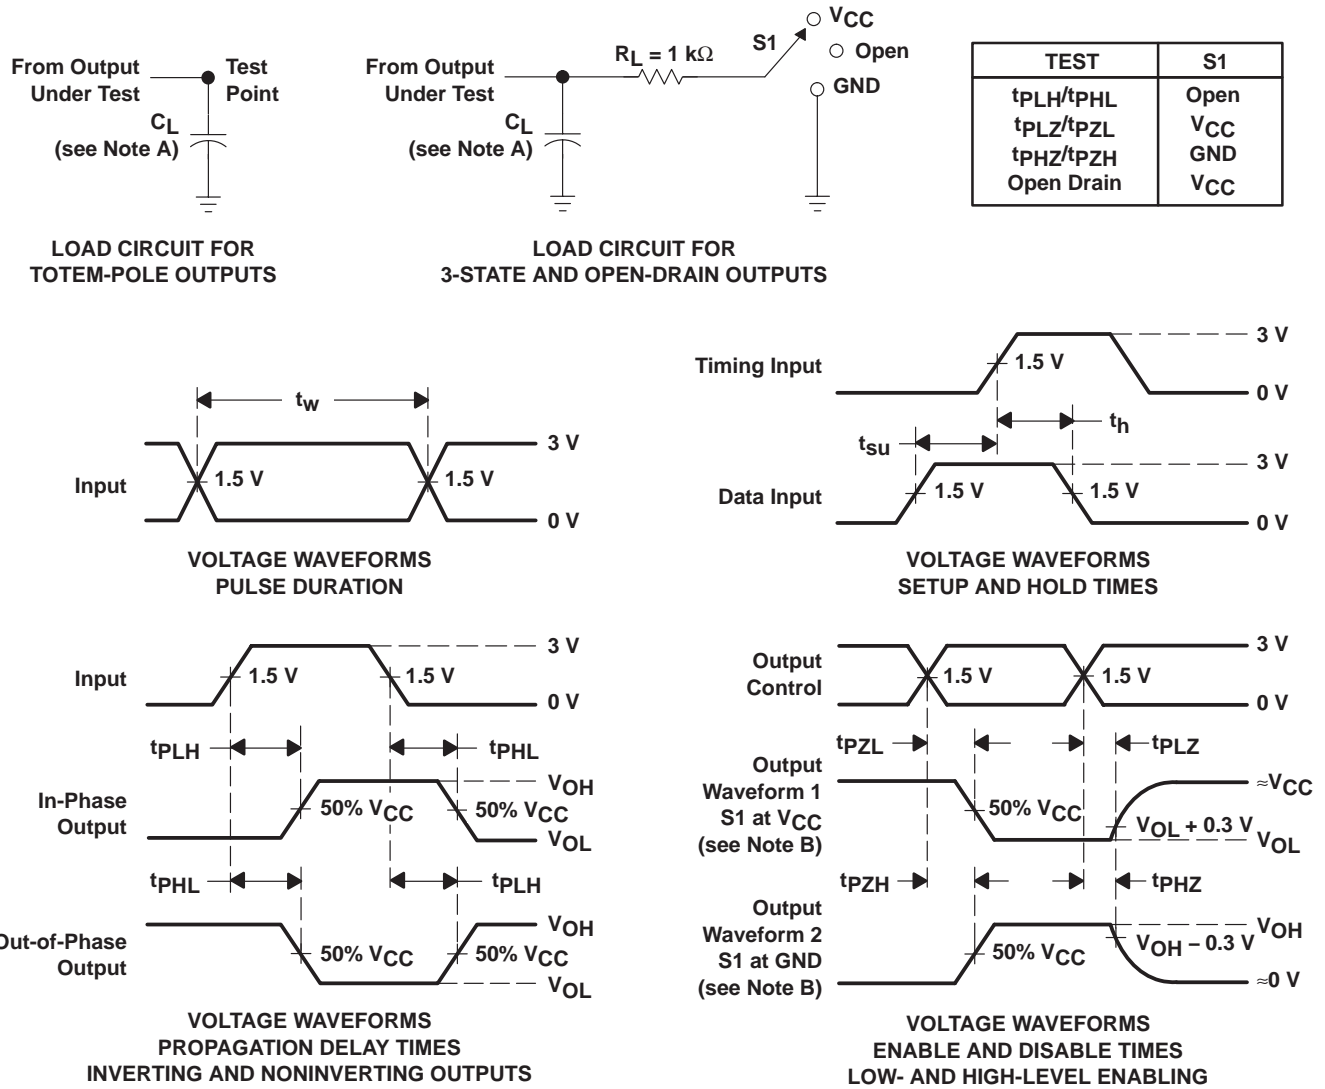 From Output
Under Test
Test
Point
CL
(see Note A)
LOAD CIRCUIT FOR
TOTEM-POLE OUTPUTS
From Output
Under Test
RL = 1 kΩ
S1
VCC
Open
GND
CL
(see Note A)
LOAD CIRCUIT FOR
3-STATE AND OPEN-DRAIN OUTPUTS
TEST S1
tPLH/tPHL Open
tPLZ/tPZL VCC
tPHZ/tPZH GND
Open Drain VCC
tw
Input
1.5 V
1.5 V
3 V
0 V
VOLTAGE WAVEFORMS
PULSE DURATION
Timing Input
1.5 V
3 V
0 V
tsu
th
Data Input
1.5 V
1.5 V
3 V
0 V
VOLTAGE WAVEFORMS
SETUP AND HOLD TIMES
Input
1.5 V
1.5 V
3 V
0 V
tPLH
tPHL
In-Phase
Output
50% VCC
50% VCC
VOH
VOL
tPHL
tPLH
Out-of-Phase
Output
50% VCC
50% VCC
VOH
VOL
VOLTAGE WAVEFORMS
PROPAGATION DELAY TIMES
INVERTING AND NONINVERTING OUTPUTS
Output
Control
1.5 V
1.5 V
3 V
0 V
tPZL
tPLZ
Output
Waveform 1
S1 at VCC
(see Note B)
50% VCC
VOL + 0.3 V
≈VCC
VOL
tPZH
tPHZ
Output
Waveform 2
S1 at GND
(see Note B)
50% VCC
VOH − 0.3 V
VOH
≈0 V
VOLTAGE WAVEFORMS
ENABLE AND DISABLE TIMES
LOW- AND HIGH-LEVEL ENABLING